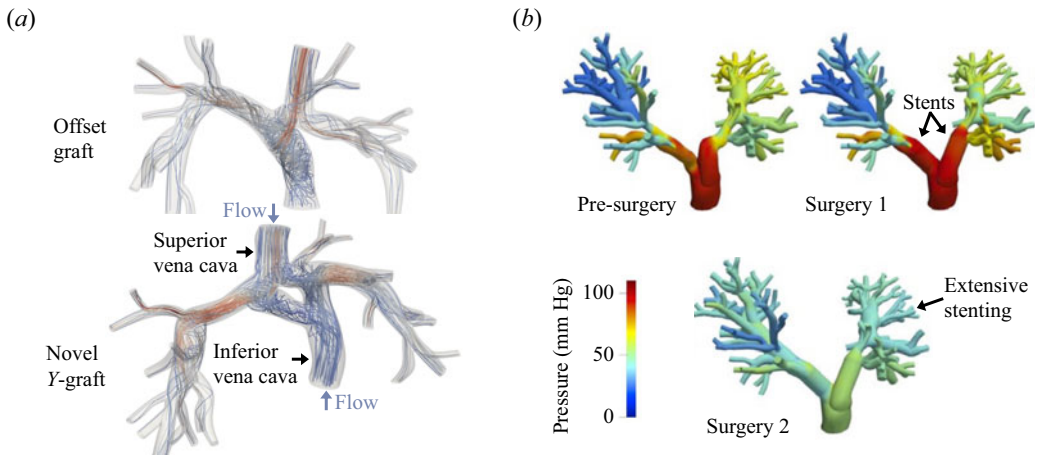 (a)
Offset
graft
Flow
Superior
vena cava
Novel
Y-graft
Inferior
vena cava
Flow
(b)
Stents
Pre-surgery
Surgery 1
Extensive
stenting
100
50
0
Pressure (mm Hg)
Surgery 2